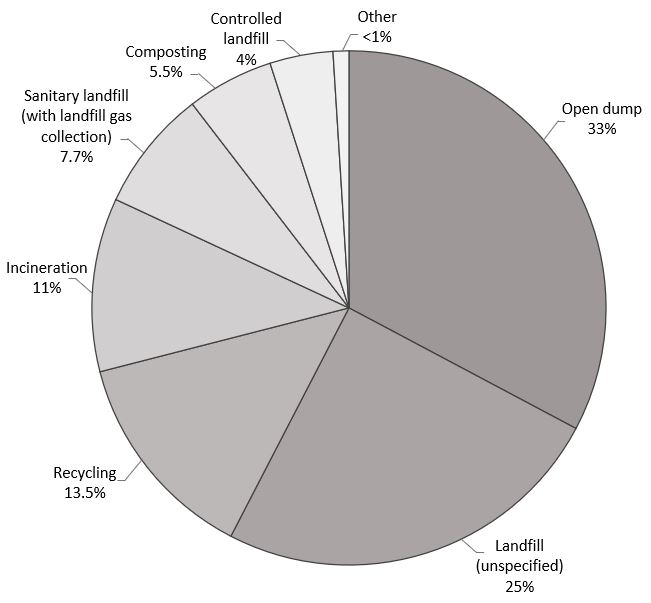 Other
<1%
Controlled
landfill
4%
Composting
5.5%
Sanitary landfill
(with landfill gas
collection)
7.7%
Open dump
33%
Incineration
11%
Recycling
13.5%
Landfill
(unspecified)
25%